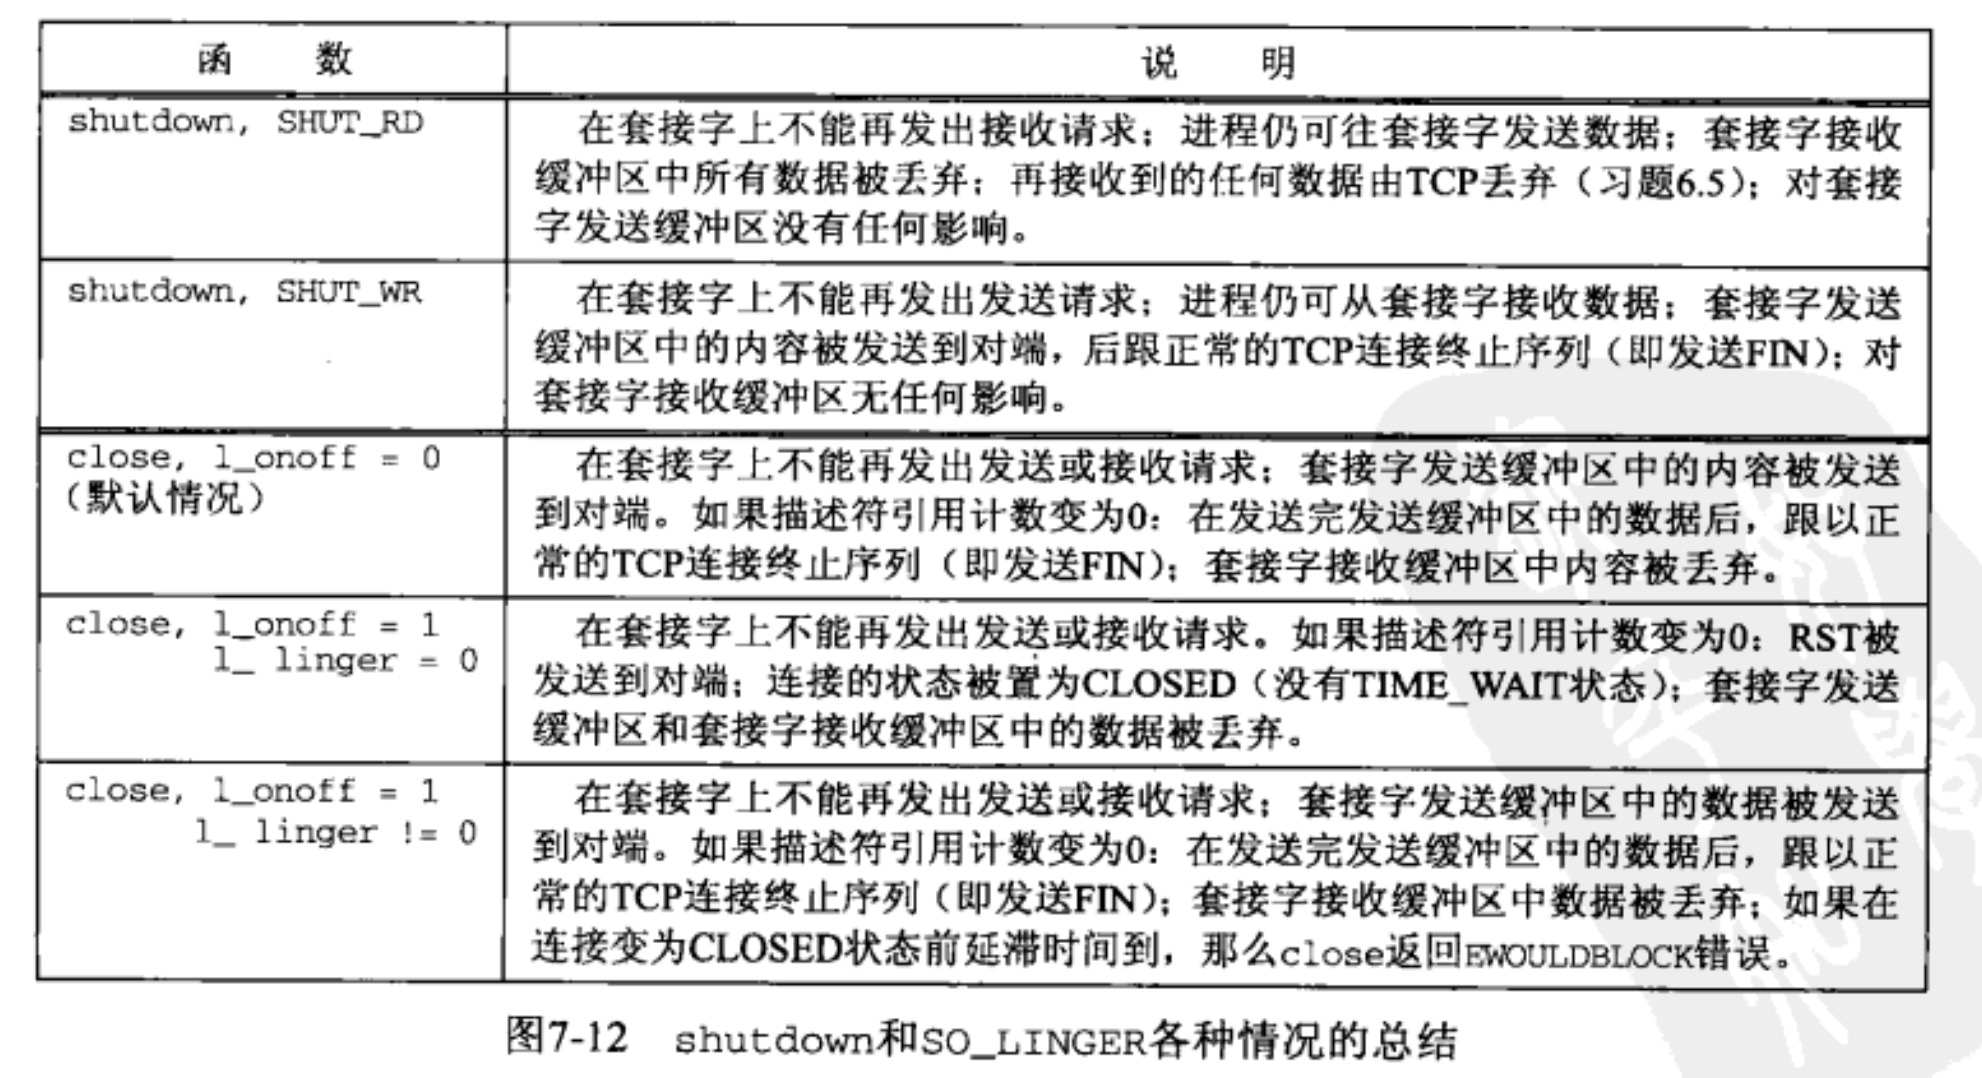 函 数 说 明
shutdown, SHUT_RD 在套接字上不能再发出接收请求；进程仍可往套接字发送数据；套接字接收
缓冲区中所有数据被丢弃；再接收到的任何数据由TCP丢弃（习题6.5）；对套接
字发送缓冲区没有任何影响。
shutdown, SHUT_WR 在套接字上不能再发出发送请求；进程仍可从套接字接收数据；套接字发送
缓冲区中的内容被发送到对端，后跟正常的TCP连接终止序列（即发送FIN）；对
套接字接收缓冲区无任何影响。
close, l_onoff = 0 在套接字上不能再发出发送或接收请求；套接字发送缓冲区中的内容被发送
（默认情况） 到对端。如果描述符引用计数变为0：在发送完发送缓冲区中的数据后，跟以正
常的TCP连接终止序列（即发送FIN）；套接字接收缓冲区中内容被丢弃。
close, l_onoff = 1 在套接字上不能再发出发送或接收请求。如果描述符引用计数变为0：RST被
l_ linger = 0 发送到对端；连接的状态被置为CLOSED（没有TIME_WAIT状态）；套接字发送
缓冲区和套接字接收缓冲区中的数据被丢弃。
close, l_onoff = 1 在套接字上不能再发出发送或接收请求；套接字发送缓冲区中的数据被发送
l_ linger != 0 到对端。如果描述符引用计数变为0：在发送完发送缓冲区中的数据后，跟以正
常的TCP连接终止序列（即发送FIN）；套接字接收缓冲区中数据被丢弃；如果在
连接变为CLOSED状态前延滞时间到，那么close返回EWOULDBLOCK错误。
图7-12 shutdown和SO_LINGER各种情况的总结